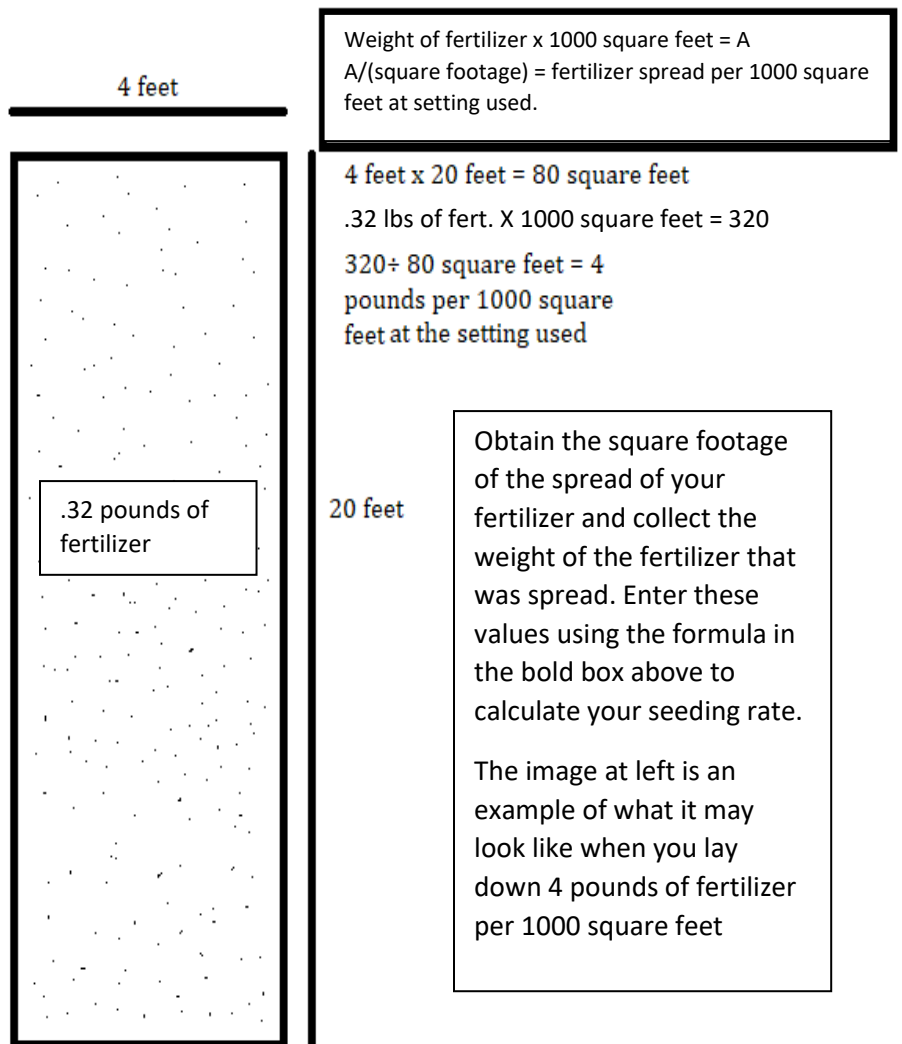 Weight of fertilizer x 1000 square feet = A
A/(square footage) = fertilizer spread per 1000 square
feet at setting used.
4 feet
4 feet x 20 feet = 80 square feet
.32 lbs of fert. X 1000 square feet = 320
320÷ 80 square feet = 4
pounds per 1000 square
feet at the setting used
.32 pounds of
fertilizer
20 feet
Obtain the square footage
of the spread of your
fertilizer and collect the
weight of the fertilizer that
was spread. Enter these
values using the formula in
the bold box above to
calculate your seeding rate.
The image at left is an
example of what it may
look like when you lay
down 4 pounds of fertilizer
per 1000 square feet